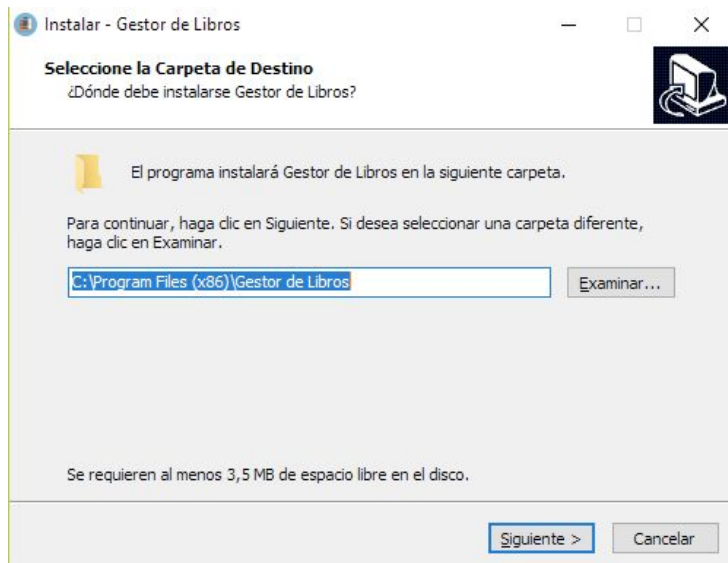 Instalar - Gestor de Libros
Seleccione la Carpeta de Destino
¿Dónde debe instalarse Gestor de Libros?
El programa instalará Gestor de Libros en la siguiente carpeta.
Para continuar, haga clic en Siguiente. Si desea seleccionar una carpeta diferente,
haga clic en Examinar.
C:\Program Files (x86)\Gestor de Libros
Examinar...
Se requieren al menos 3,5 MB de espacio libre en el disco.
Siguiente >
Cancelar